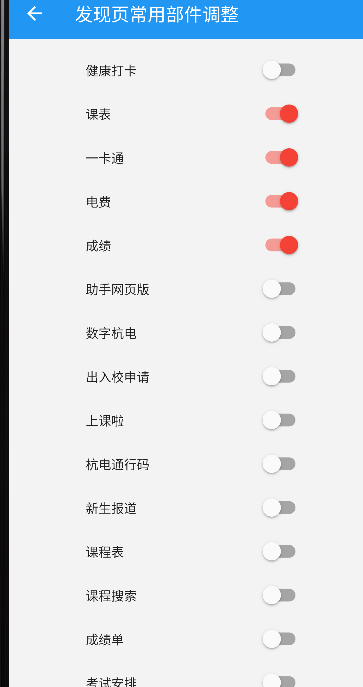 发现页常用部件调整
健康打卡
课表
一卡通
电费
成绩
助手网页版
数字杭电
出入校申请
上课啦
杭电通行码
新生报道
课程表
课程搜索
成绩单
考试安排